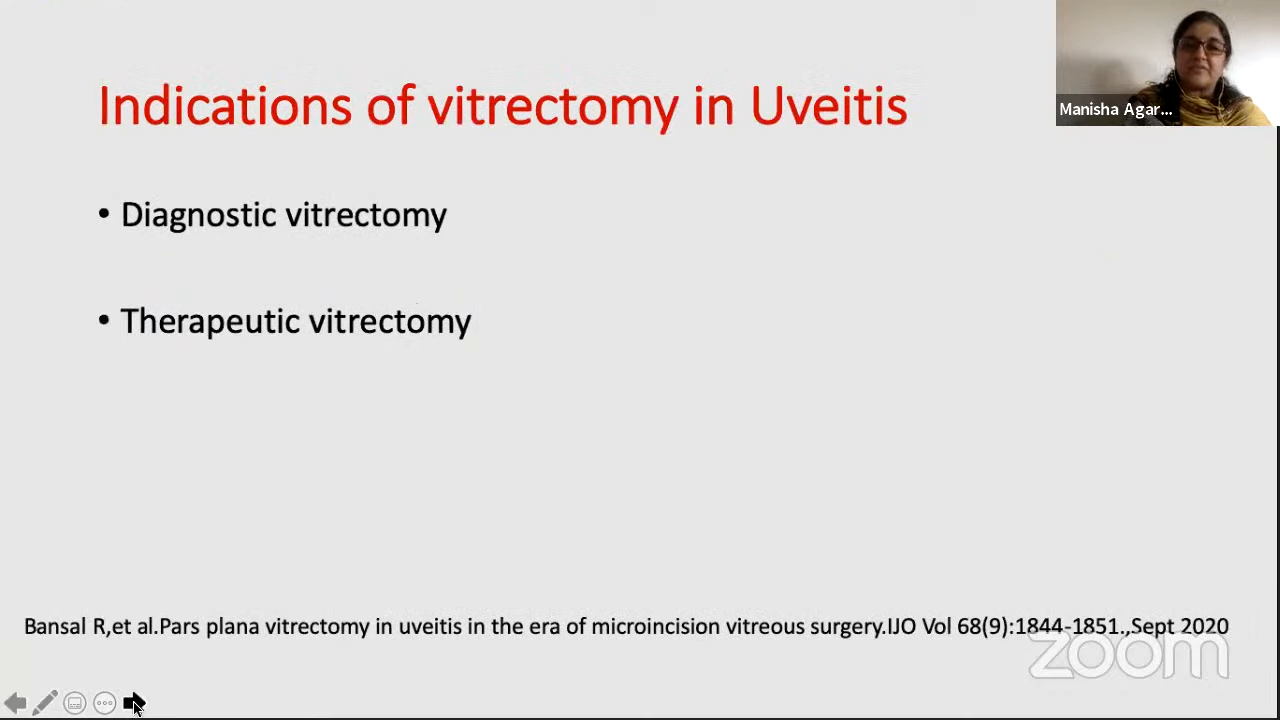 Indications of vitrectomy in Uveitis
Manisha Agar...
• Diagnostic vitrectomy
• Therapeutic vitrectomy
Bansal R,et al.Pars plana vitrectomy in uveitis in the era of microincision vitreous surgery.IJO Vol 68(9):1844-1851.,Sept 2020
zoom